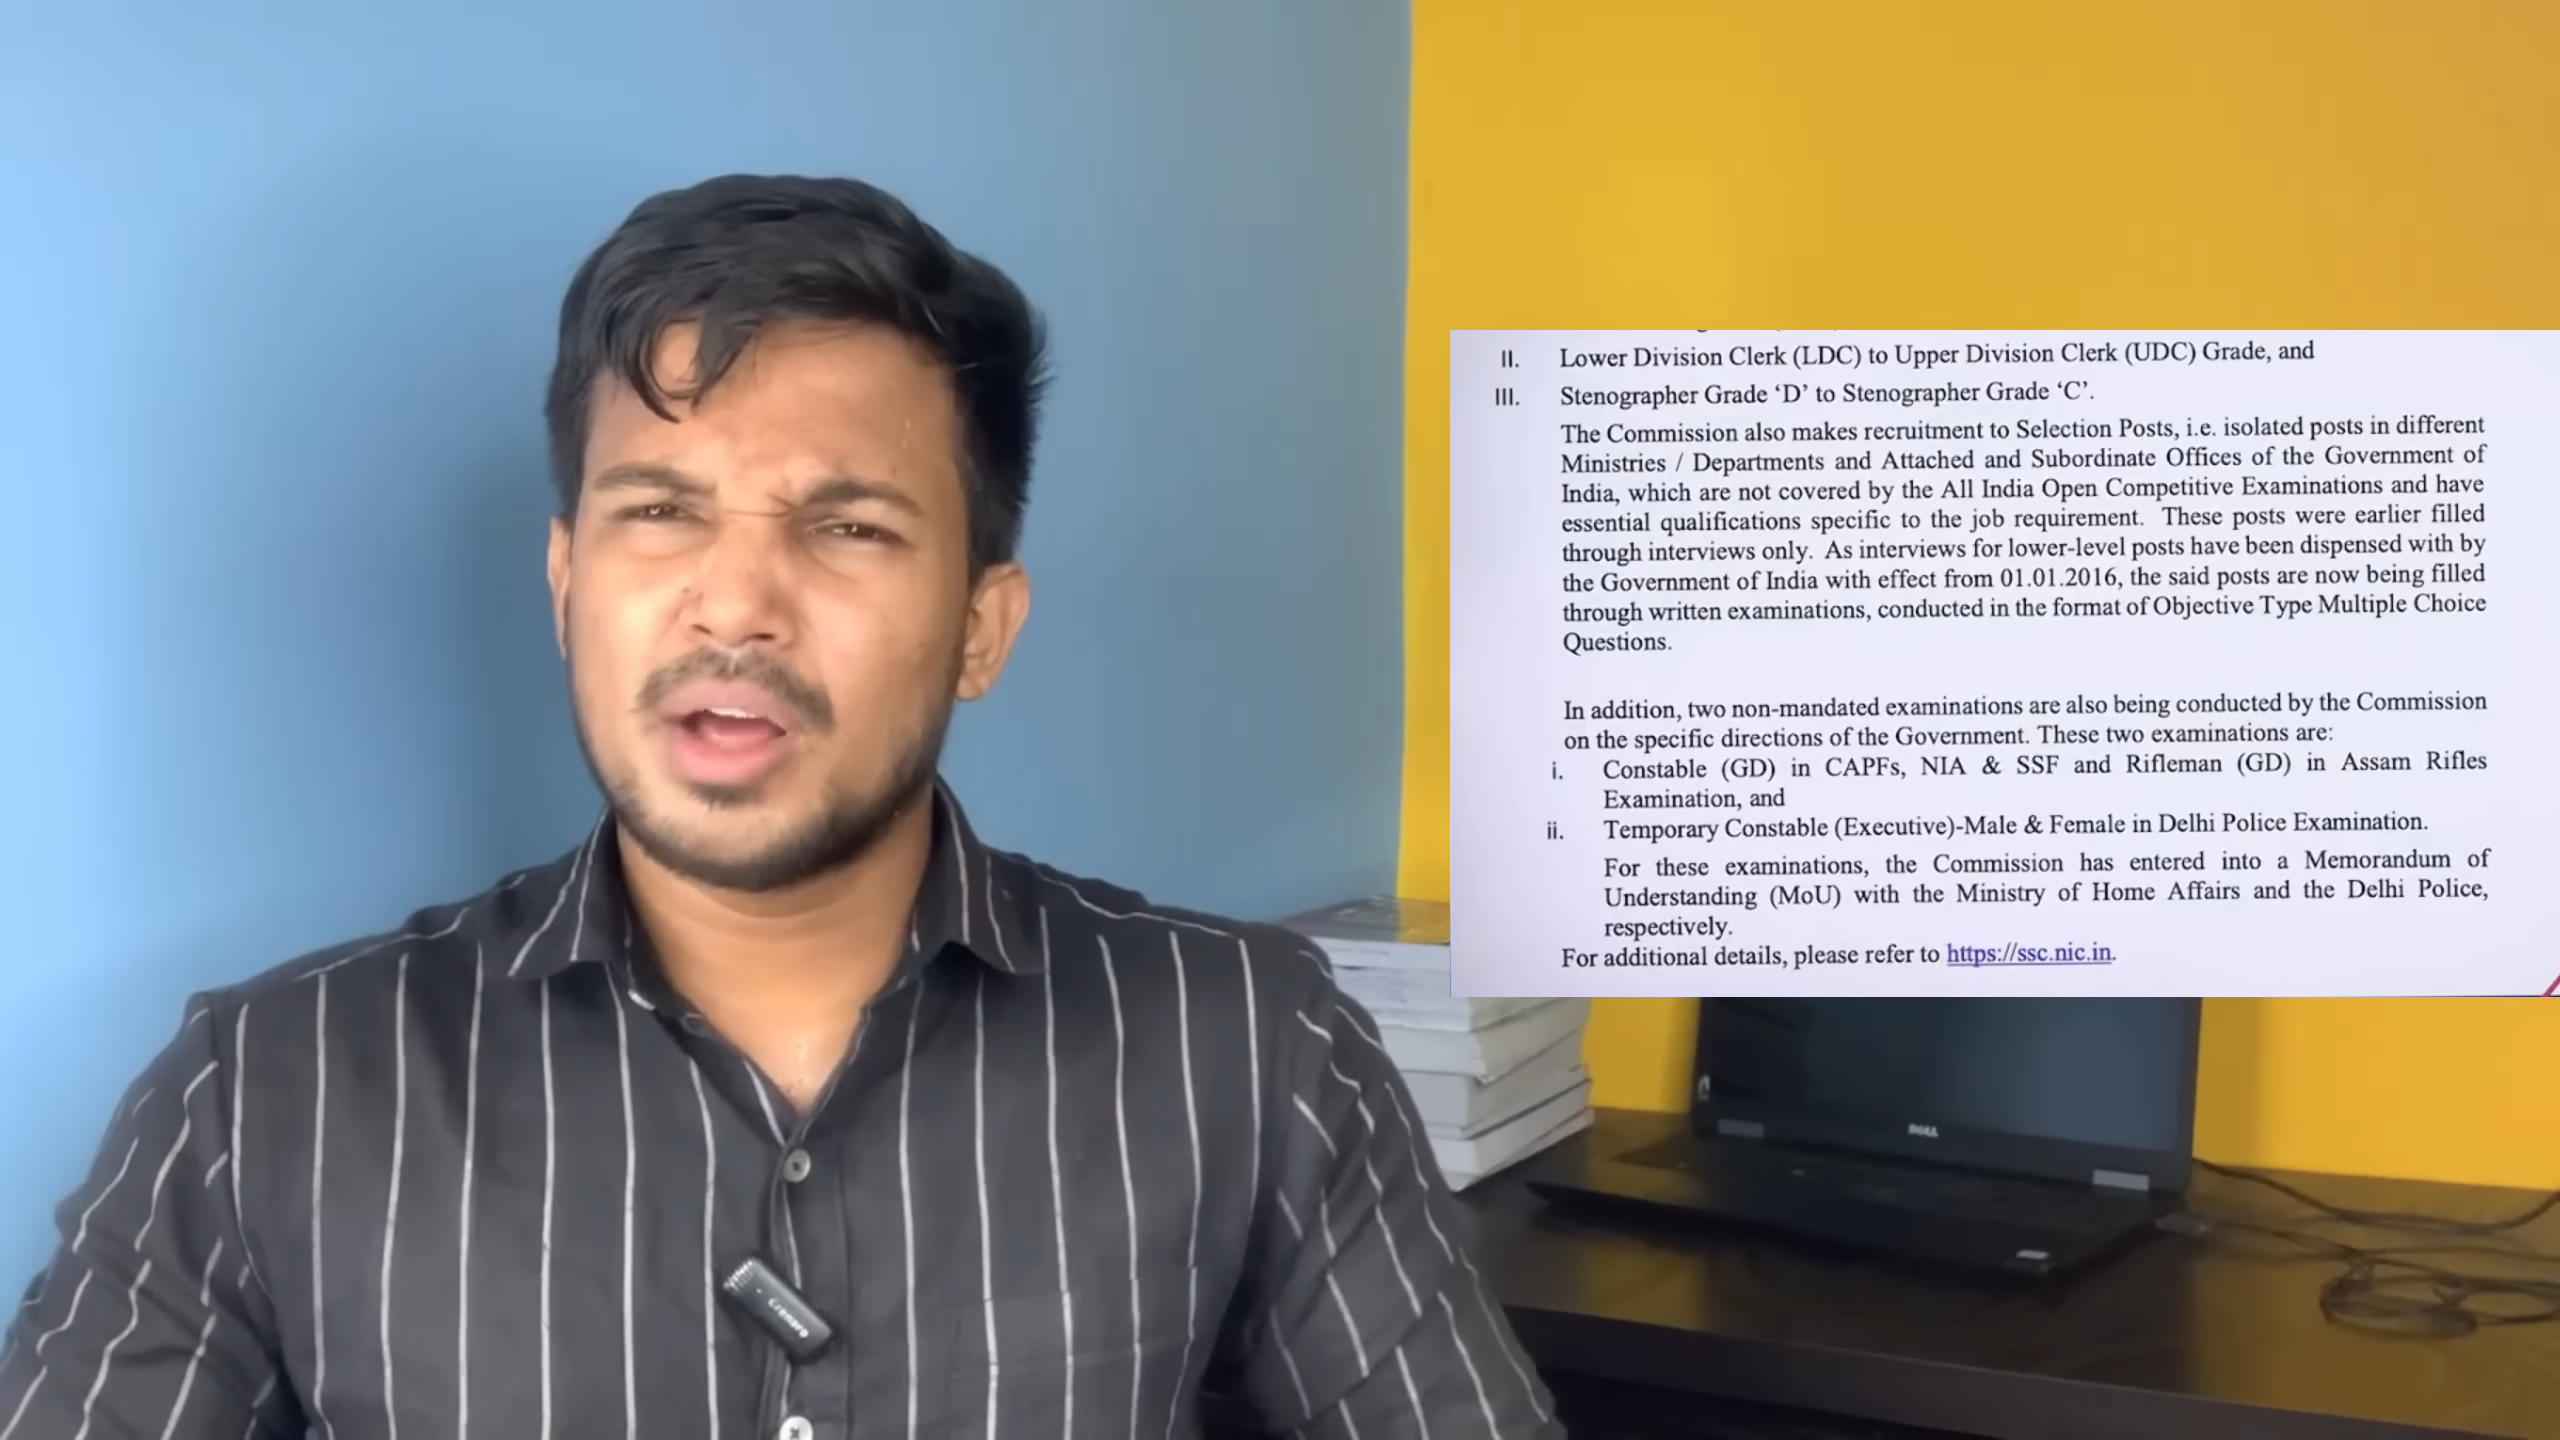 II. Lower Division Clerk (LDC) to Upper Division Clerk (UDC) Grade, and
III. Stenographer Grade ‘D’ to Stenographer Grade ‘C’.
The Commission also makes recruitment to Selection Posts, i.e. isolated posts in different
Ministries / Departments and Attached and Subordinate Offices of the Government of
India, which are not covered by the All India Open Competitive Examinations and have
essential qualifications specific to the job requirement. These posts were earlier filled
through interviews only. As interviews for lower-level posts have been dispensed with by
the Government of India with effect from 01.01.2016, the said posts are now being filled
through written examinations, conducted in the format of Objective Type Multiple Choice
Questions.
In addition, two non-mandated examinations are also being conducted by the Commission
on the specific directions of the Government. These two examinations are:
i. Constable (GD) in CAPFs, NIA & SSF and Rifleman (GD) in Assam Rifles
Examination, and
ii. Temporary Constable (Executive)-Male & Female in Delhi Police Examination.
For these examinations, the Commission has entered into a Memorandum of
Understanding (MoU) with the Ministry of Home Affairs and the Delhi Police,
respectively.
For additional details, please refer to https://ssc.nic.in.
DELL